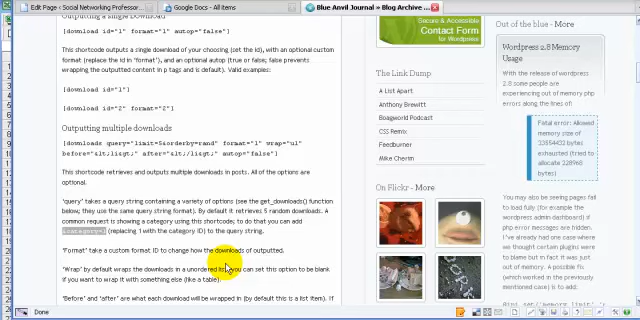 Edit Page ‹ Social Networking Professor...
Google Docs - All items
Blue Anvil Journal » Blog Archive »
Outputting a single Download
[download id="1" format="1" autop="false"]
This shortcode outputs a single download of your choosing (set the id), with an optional custom
format (replace the id in 'format'), and an optional autop (true or false; false prevents
wrapping the outputted content in p tags and is default). Valid examples:
[download id="1"]
[download id="2" format="2"]
Outputting multiple downloads
[downloads query="limit=5&orderby=rand" format="1" wrap="ul"
before="&lt;li&gt;" after="&lt;/li&gt;" autop="false"]
This shortcode retrieves and outputs multiple downloads in posts. All of the options are
optional.
'query' takes a query string containing a variety of options (see the get_downloads() function
below; they use the same query string format). By default it retrieves 5 random downloads. A
common request is showing a category using this shortcode; to do that you can add
&category=1 (replacing 1 with the category ID) to the query string.
'Format' take a custom format ID to change how the downloads of outputted.
'Wrap' by default wraps the downloads in a unordered list, you can set this option to be blank
if you want to wrap it with something else (like a table).
'Before' and 'after' are what each download will be wrapped in (by default this is a list item). If
Secure & Accessible
Contact Form
for Wordpress
The Link Dump
A List Apart
Anthony Brewitt
Boagworld Podcast
CSS Remix
Feedburner
Mike Cherim
On Flickr - More
Out of the blue - More
Wordpress 2.8 Memory
Usage
With the release of wordpress
2.8 some people are
experiencing out of memory php
errors along the lines of:
Fatal error: Allowed
memory size of
33554432 bytes
exhausted (tried to
allocate 328968
bytes)
You may also be seeing pages fail
to load fully (for example the
wordpress admin dashboard) if
php error messages are hidden.
I've already had one case where
we thought certain plugins were
to blame but in fact it was just
out of memory. A possible fix
(which worked in the previously
mentioned case) is to add:
Done